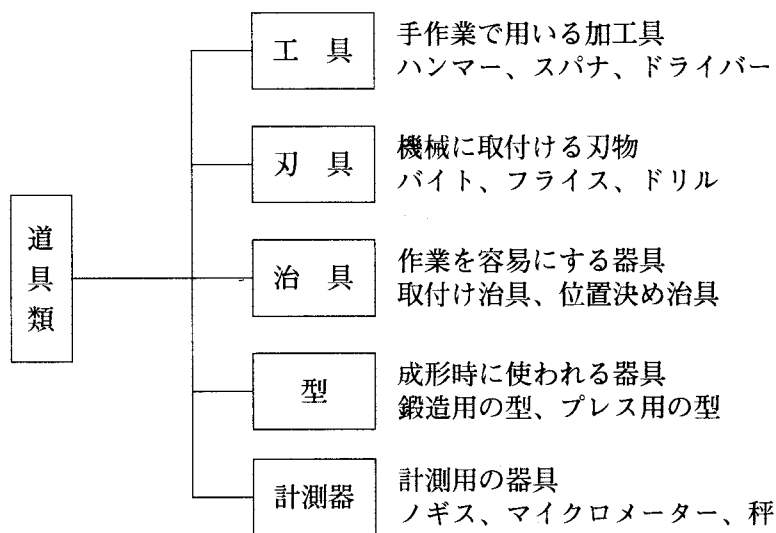 工具
手作業で用いる加工具
ハンマー、スパナ、ドライバー
刃具
機械に取付ける刃物
バイト、フライス、ドリル
道具類
治具
作業を容易にする器具
取付け治具、位置決め治具
型
成形時に使われる器具
鍛造用の型、プレス用の型
計測器
計測用の器具
ノギス、マイクロメーター、秤